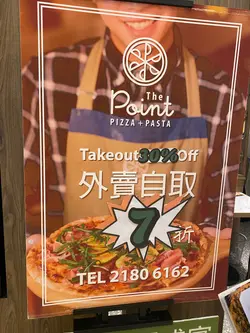 The
Point
PIZZA + PASTA
Takeout 30% Off
外賣自取
7折
TEL 2180 6162